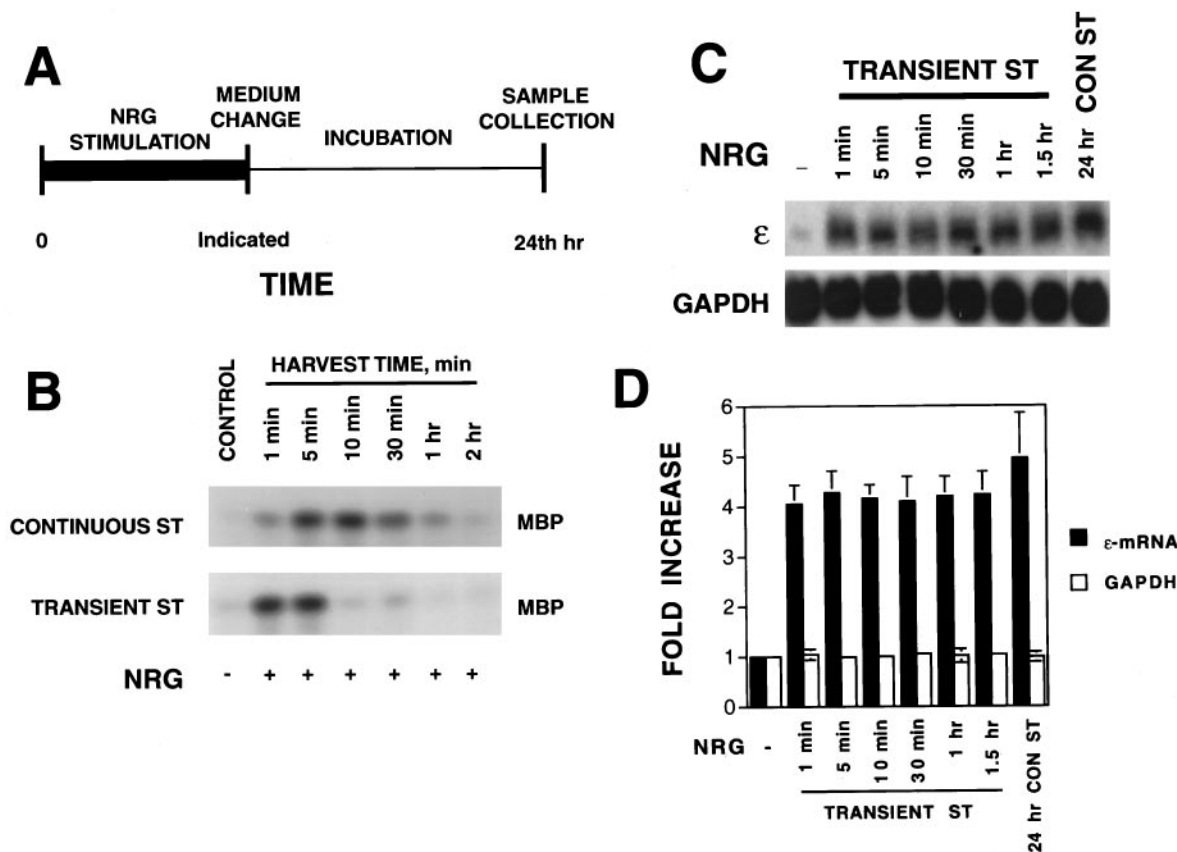 A
NRG
STIMULATION
MEDIUM
CHANGE
INCUBATION
SAMPLE
COLLECTION
0
Indicated
24th hr
TIME
B
CONTROL
HARVEST TIME, min
1 min
5 min
10 min
30 min
1 hr
2 hr
CONTINUOUS ST
MBP
TRANSIENT ST
MBP
NRG
- + + + + + +
C
TRANSIENT ST
CON ST
NRG
–
1 min
5 min
10 min
30 min
1 hr
1.5 hr
24 hr
ε
GAPDH
D
FOLD INCREASE
6
5
4
3
2
1
0
ε-mRNA
GAPDH
NRG
-
1 min
5 min
10 min
30 min
1 hr
1.5 hr
24 hr CON ST
TRANSIENT ST